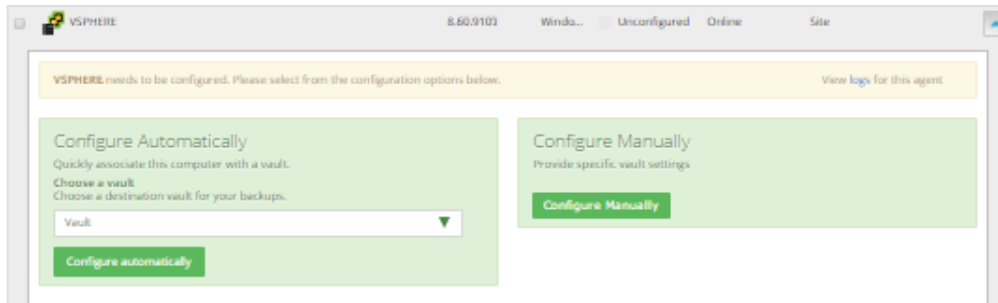 VSPHERE 8.60.9103 Windo... Unconfigured Online Site
VSPHERE needs to be configured. Please select from the configuration options below. View logs for this agent
Configure Automatically
Quickly associate this computer with a vault.
Choose a vault
Choose a destination vault for your backups.
Vault
Configure automatically
Configure Manually
Provide specific vault settings
Configure Manually